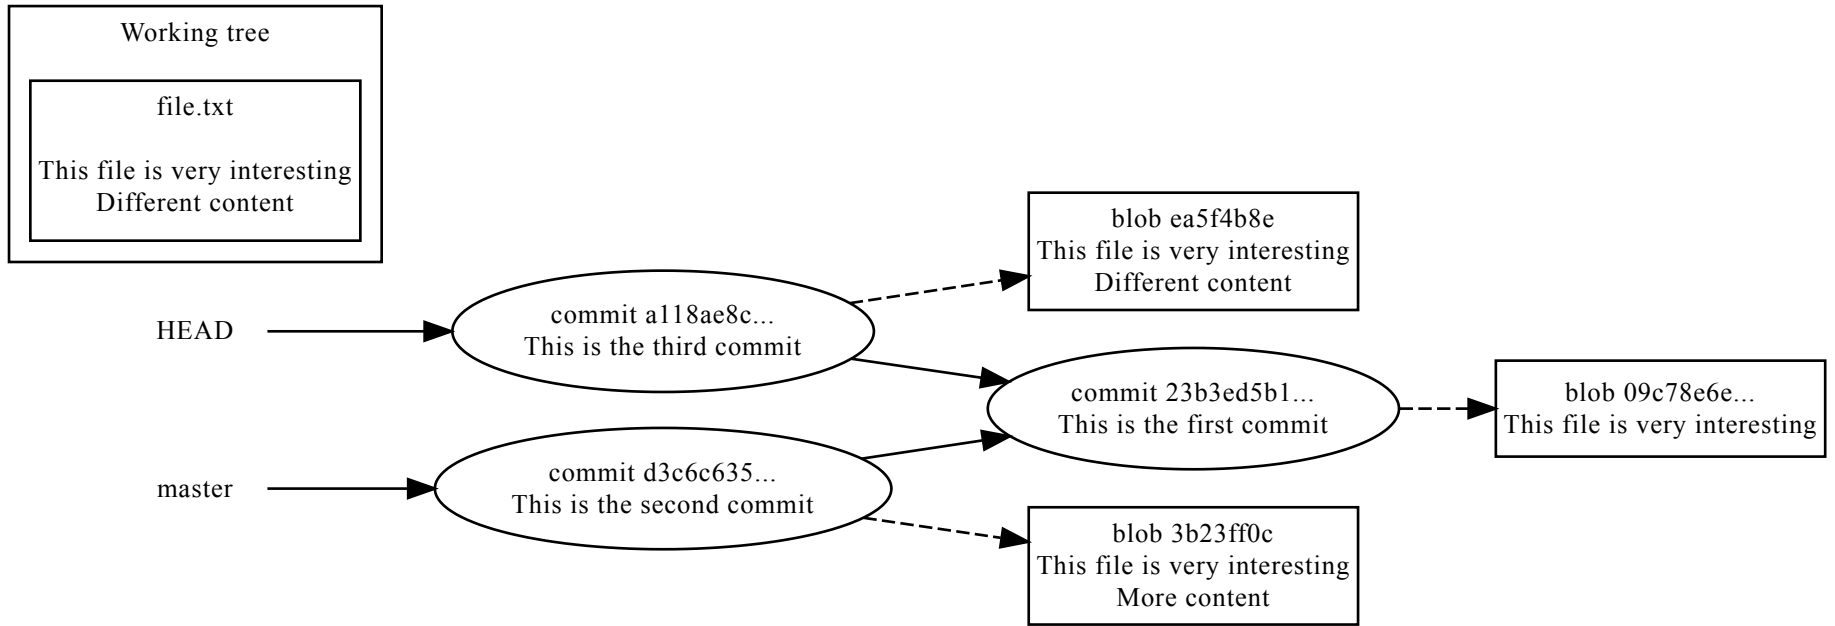 Working tree
file.txt
This file is very interesting
Different content
blob ea5f4b8e
This file is very interesting
Different content
HEAD
commit a118ae8c...
This is the third commit
commit 23b3ed5b1...
This is the first commit
blob 09c78e6e...
This file is very interesting
master
commit d3c6c635...
This is the second commit
blob 3b23ff0c
This file is very interesting
More content